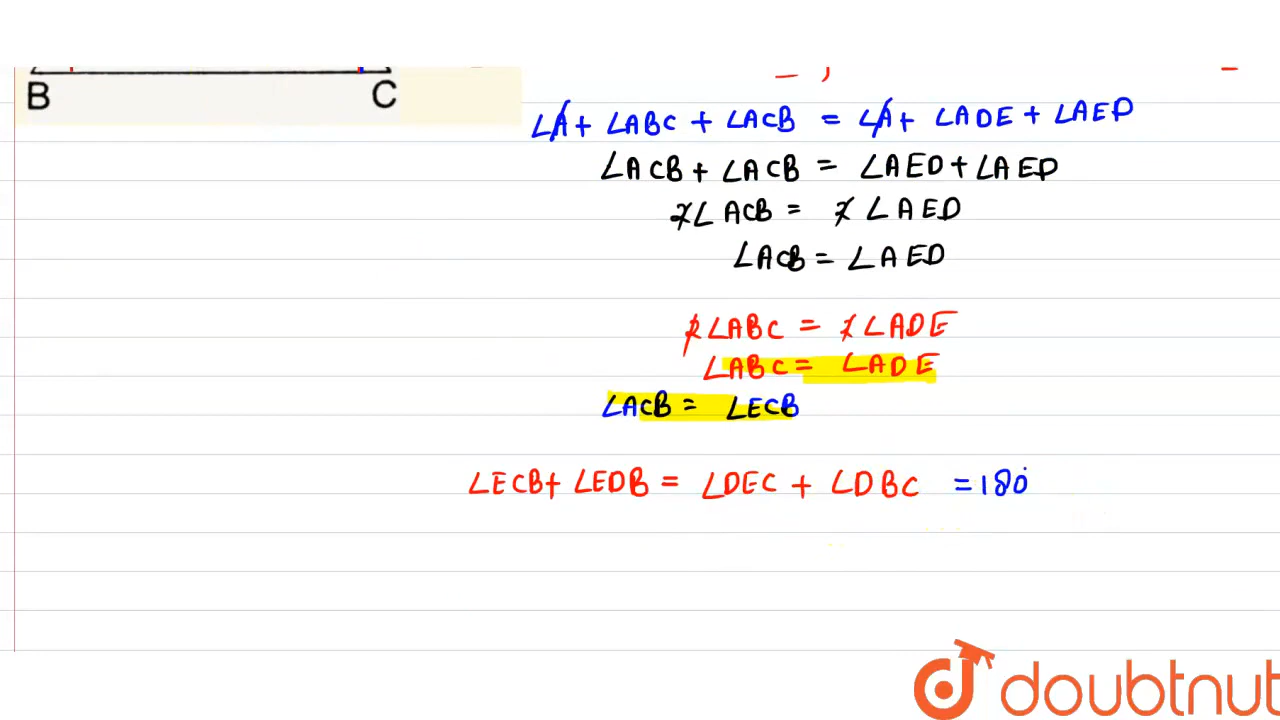 B C
∠A + ∠ABC + ∠ACB = ∠A + ∠ADE + ∠AED
∠ACB + ∠ACB = ∠AED + ∠AED
2∠ACB = 2∠AED
∠ACB = ∠AED
2∠ABC = 2∠ADE
∠ABC = ∠ADE
∠ACB = ∠ECB
∠ECB + ∠EDB = ∠DEC + ∠DBC = 180°
doubtnut